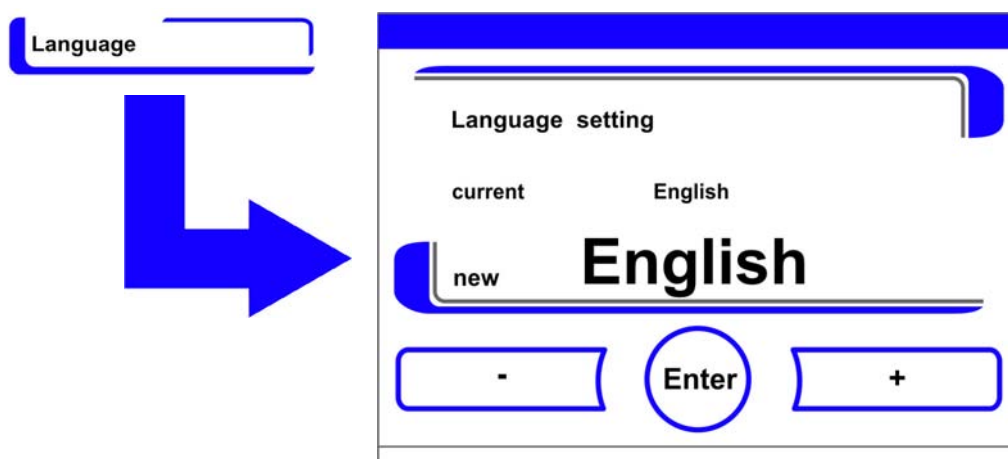 Language
Language setting
current English
new English
- Enter +